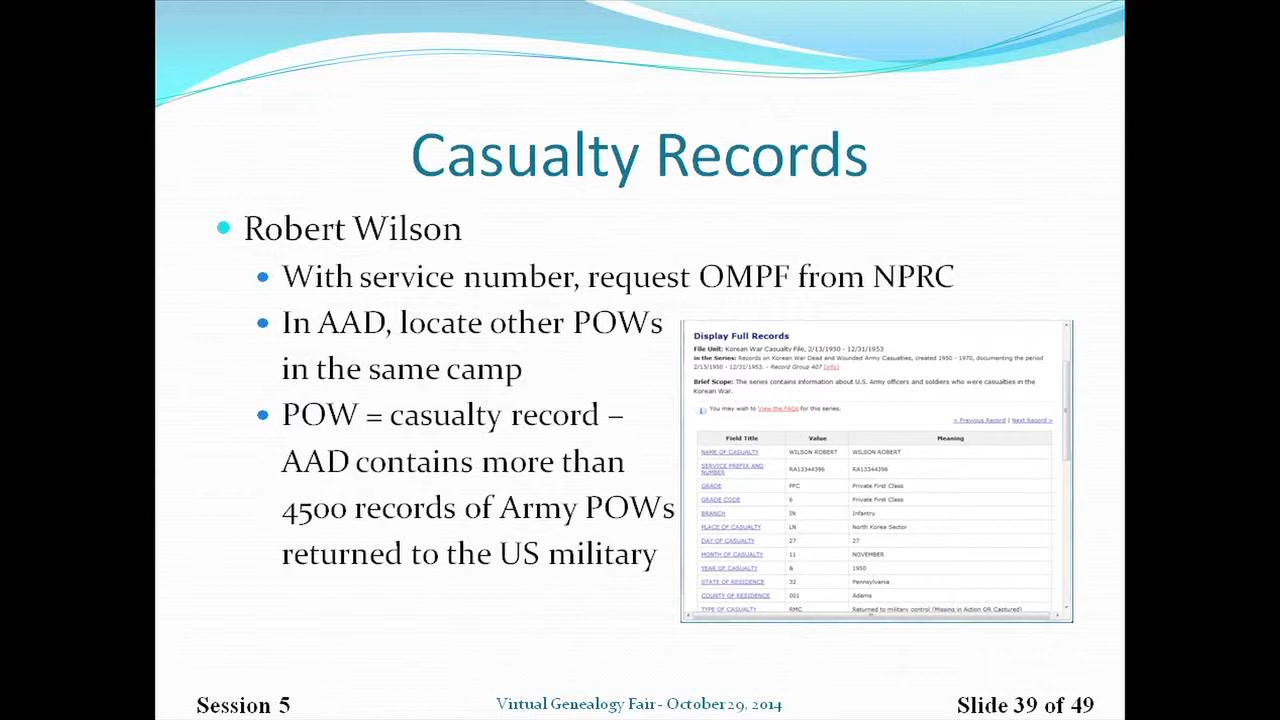 Casualty Records
Robert Wilson
With service number, request OMPF from NPRC
In AAD, locate other POWs
in the same camp
POW = casualty record –
AAD contains more than
4500 records of Army POWs
returned to the US military
Display Full Records
File Unit: Korean War Casualty File, 2/13/1950 - 12/31/1953
in the Series: Records on Korean War Dead and Wounded Army Casualties, created 1950 - 1970, documenting the period
2/13/1950 - 12/31/1953. - Record Group 407 [info]
Brief Scope: The series contains information about U.S. Army officers and soldiers who were casualties in the
Korean War.
You may wish to View the FAQs for this series.
< Previous Record | Next Record >
Field Title Value Meaning
NAME OF CASUALTY WILSON ROBERT WILSON ROBERT
SERVICE PREFIX AND
NUMBER RA13344396 RA13344396
GRADE PFC Private First Class
GRADE CODE 6 Private First Class
BRANCH IN Infantry
PLACE OF CASUALTY LN North Korea Sector
DAY OF CASUALTY 27 27
MONTH OF CASUALTY 11 NOVEMBER
YEAR OF CASUALTY & 1950
STATE OF RESIDENCE 32 Pennsylvania
COUNTY OF RESIDENCE 001 Adams
TYPE OF CASUALTY RMC Returned to military control (Missing in Action OR Captured)
Session 5
Virtual Genealogy Fair - October 29, 2014
Slide 39 of 49